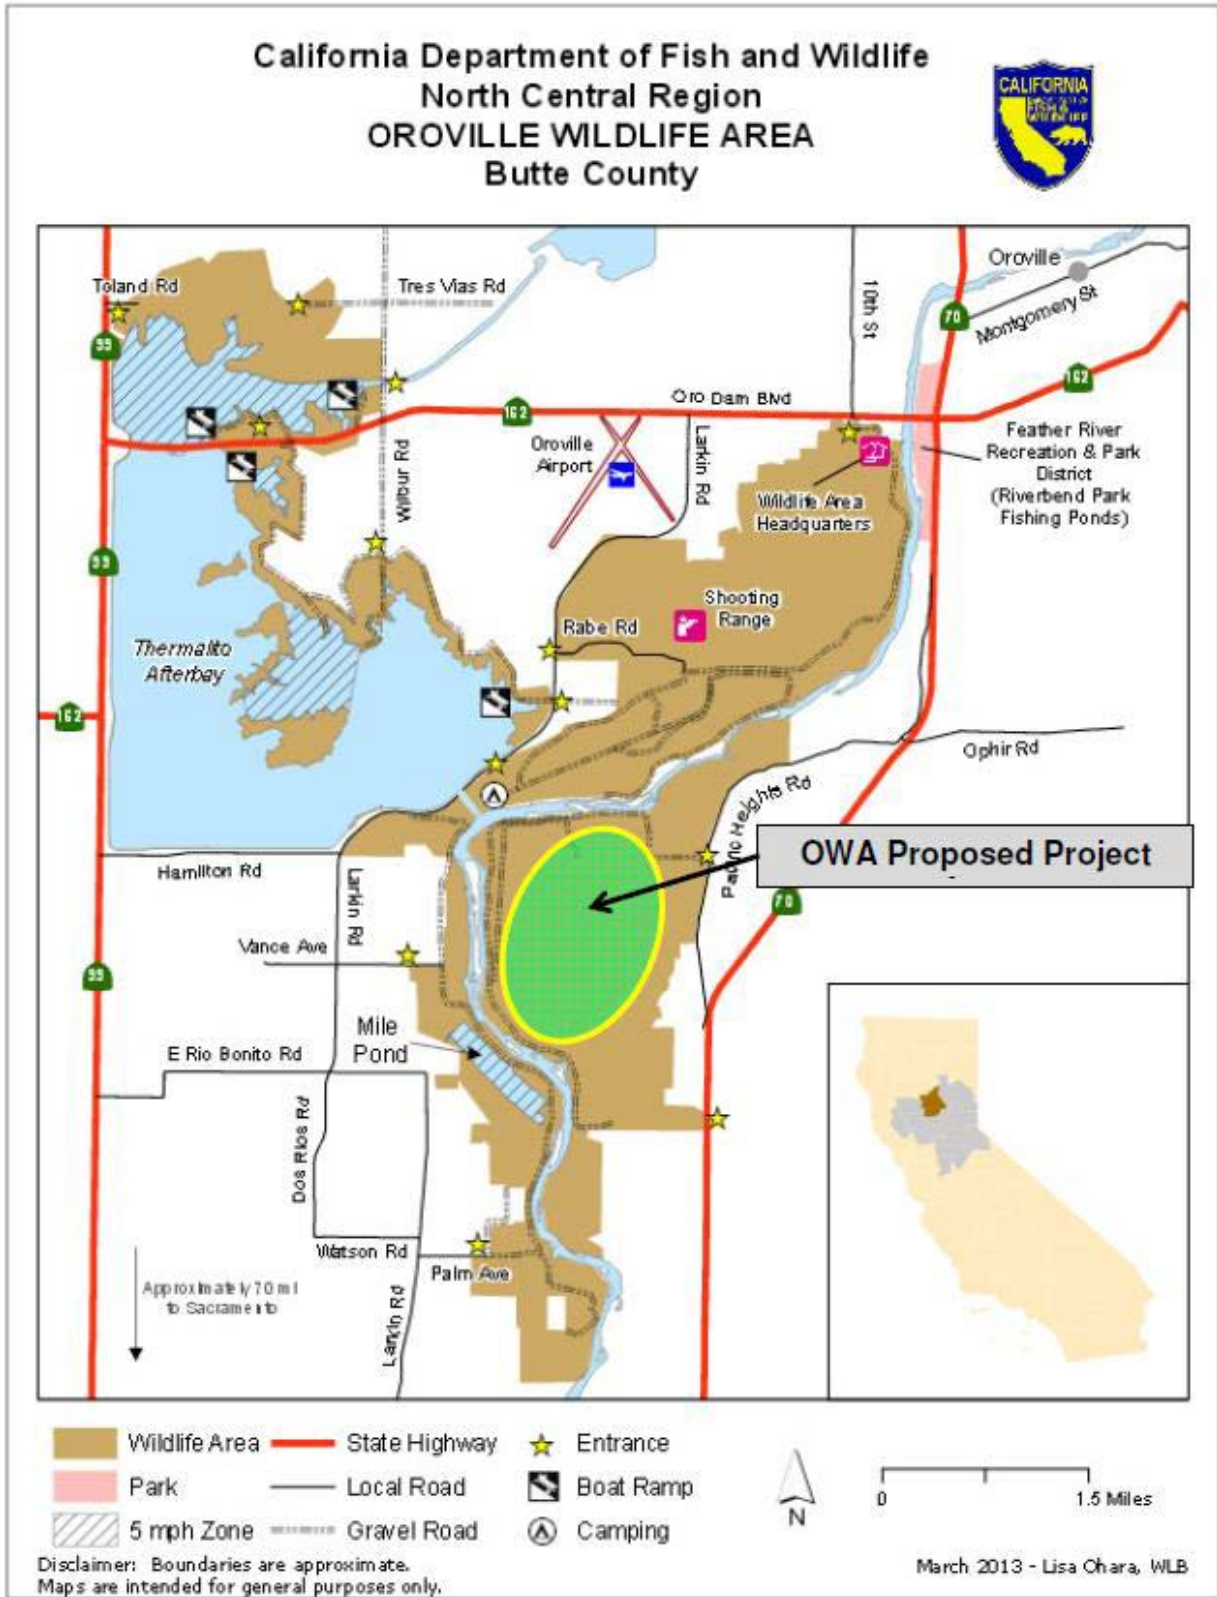 California Department of Fish and Wildlife
North Central Region
OROVILLE WILDLIFE AREA
Butte County
CALIFORNIA
Toland Rd
Tres Vias Rd
10th St
Oroville
Montgomery St
70
99
162
162
Oro Dam Blvd
Oroville
Airport
Larkin Rd
Wilbur Rd
Feather River
Recreation & Park
District
(Riverbend Park
Fishing Ponds)
Wildlife Area
Headquarters
99
Shooting
Range
Rabe Rd
Thermalito
Afterbay
162
Ophir Rd
Pacific Heights Rd
OWA Proposed Project
70
Hamilton Rd
Larkin Rd
Vance Ave
99
Mile
Pond
E Rio Bonito Rd
Dos Rios Rd
Watson Rd
Palm Ave
Approximately 70 mi
to Sacramento
Larkin Rd
Wildlife Area
State Highway
Entrance
Park
Local Road
Boat Ramp
5 mph Zone
Gravel Road
Camping
N
0
1.5 Miles
Disclaimer: Boundaries are approximate.
Maps are intended for general purposes only.
March 2013 - Lisa Ohara, WLB